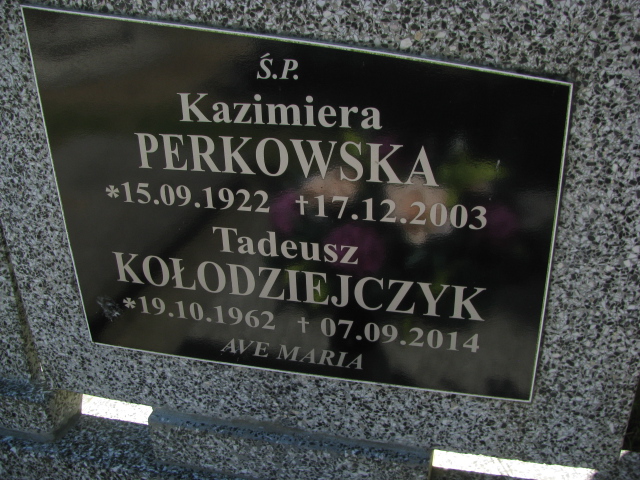 Ś.P.
Kazimiera
PERKOWSKA
*15.09.1922 †17.12.2003
Tadeusz
KOŁODZIEJCZYK
*19.10.1962 † 07.09.2014
AVE MARIA